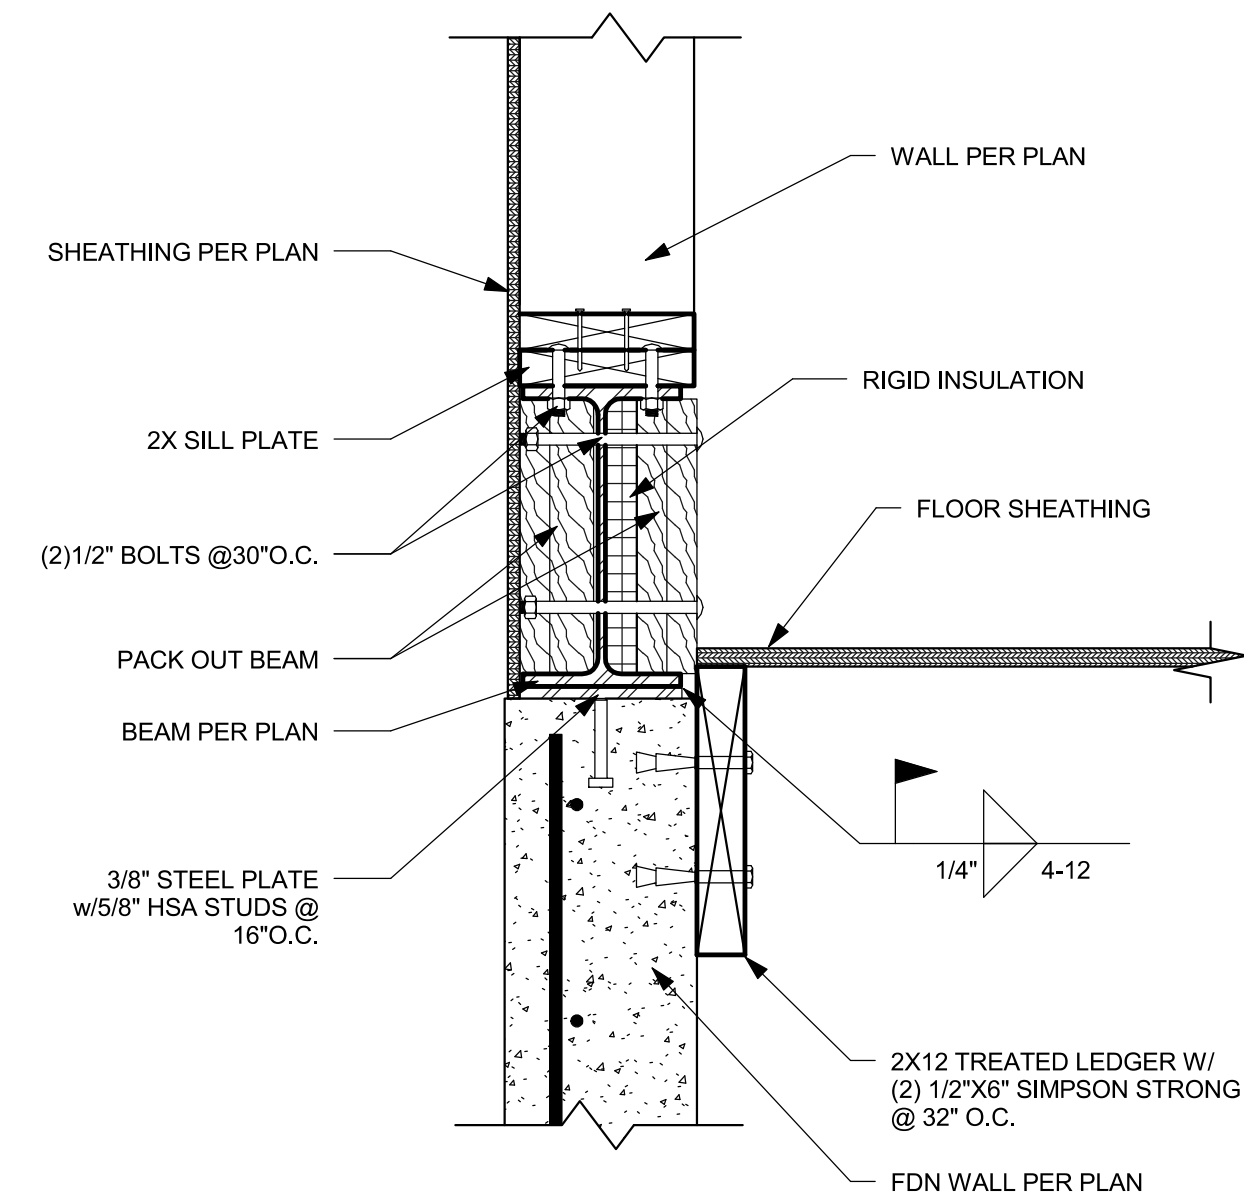 WALL PER PLAN
SHEATHING PER PLAN
RIGID INSULATION
2X SILL PLATE
FLOOR SHEATHING
(2)1/2" BOLTS @30"O.C.
PACK OUT BEAM
BEAM PER PLAN
3/8" STEEL PLATE
w/5/8" HSA STUDS @
16"O.C.
1/4" 4-12
2X12 TREATED LEDGER W/
(2) 1/2"X6" SIMPSON STRONG
@ 32" O.C.
FDN WALL PER PLAN